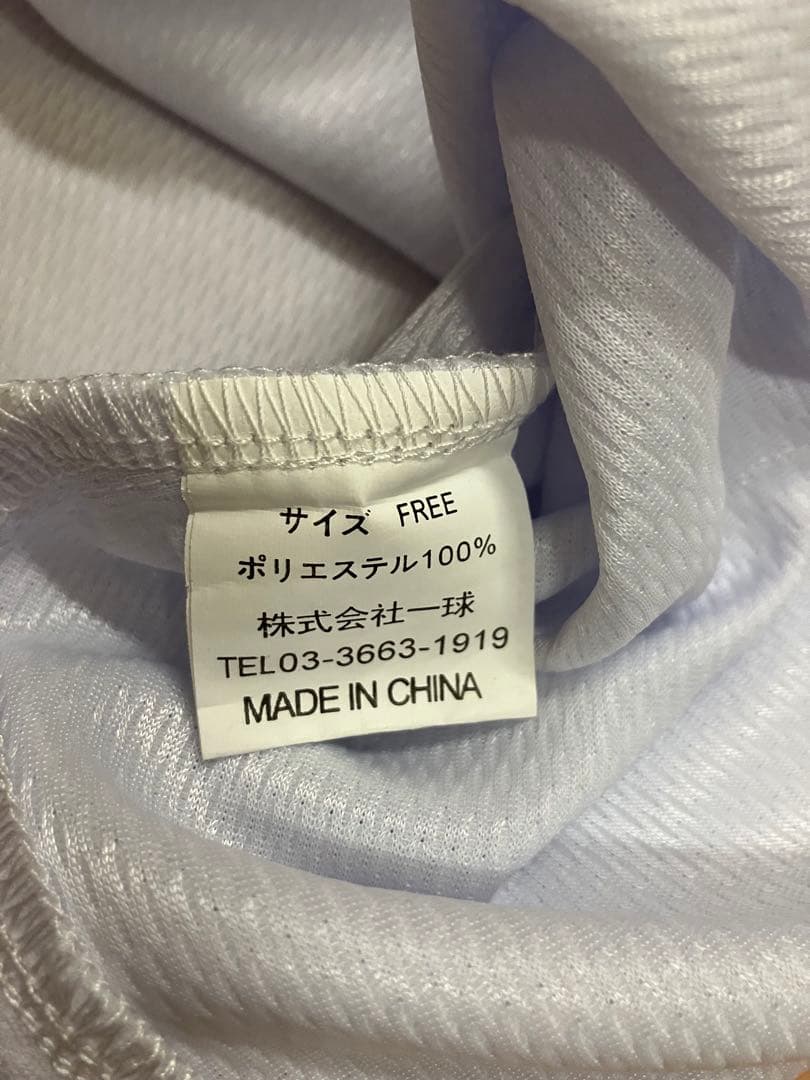 サイズ FREE
ポリエステル100%
株式会社一球
TEL03-3663-1919
MADE IN CHINA